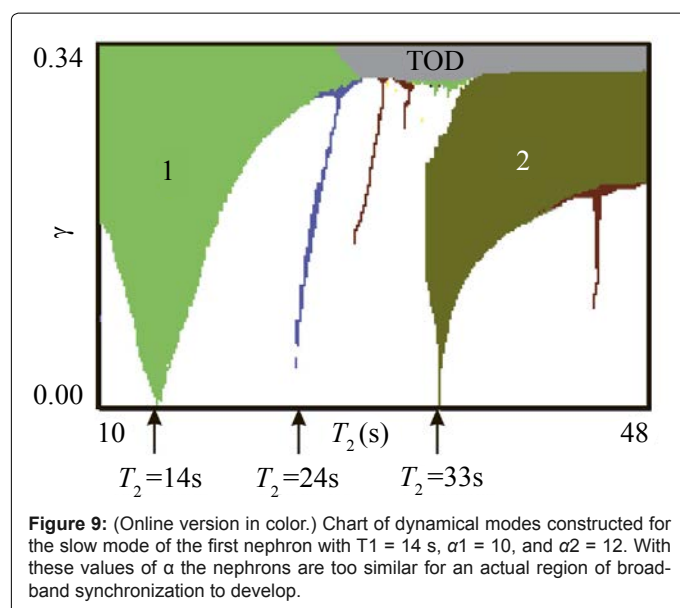 0.34
TOD
1
2
γ
0.00
10
T2(s)
48
T2=14s
T2=24s
T2=33s
Figure 9: (Online version in color.) Chart of dynamical modes constructed for
the slow mode of the first nephron with T1 = 14 s, α1 = 10, and α2 = 12. With
these values of α the nephrons are too similar for an actual region of broad-
band synchronization to develop.